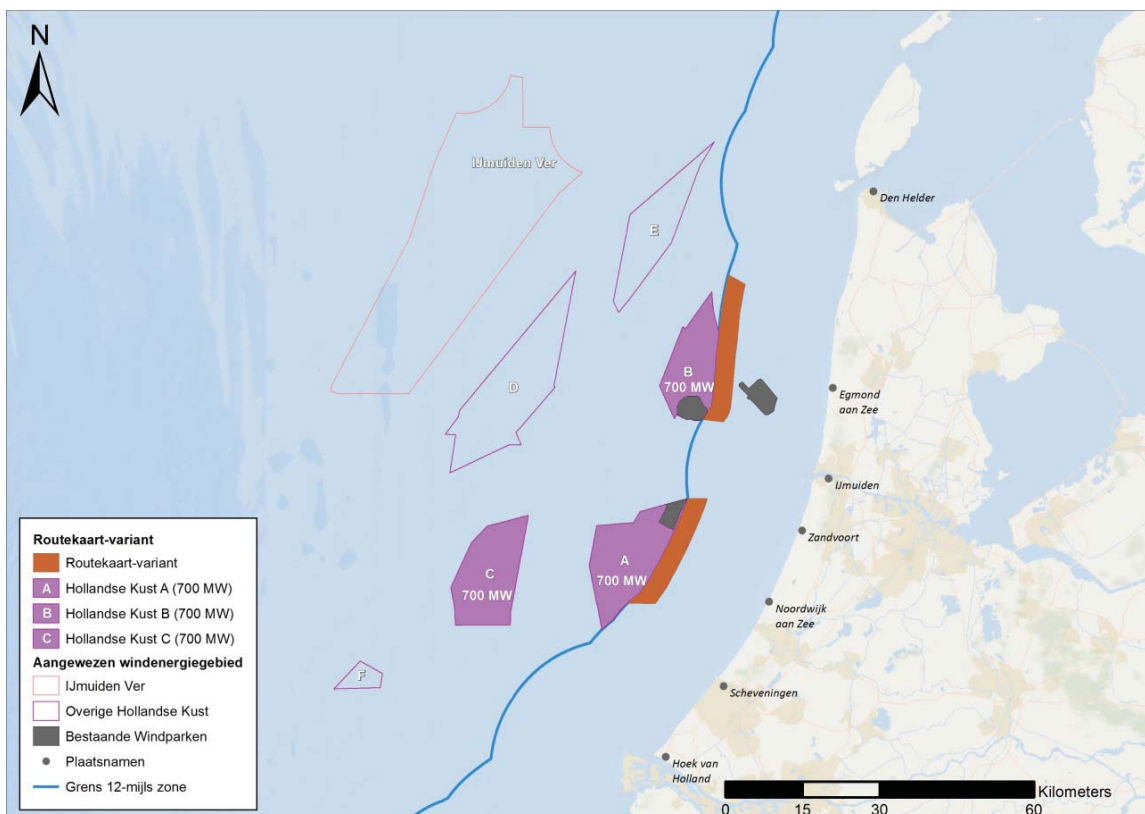 N
IJmuiden Ver
Den Helder
E
B
700 MW
D
Egmond
aan Zee
IJmuiden
Zandvoort
A
700 MW
C
700 MW
Noordwijk
aan Zee
F
Scheveningen
Hoek van
Holland
Routekaart-variant
Routekaart-variant
A Hollandse Kust A (700 MW)
B Hollandse Kust B (700 MW)
C Hollandse Kust C (700 MW)
Aangewezen windenergiegebied
IJmuiden Ver
Overige Hollandse Kust
Bestaande Windparken
Plaatsnamen
Grens 12-mijls zone
Kilometers
0 15 30 60